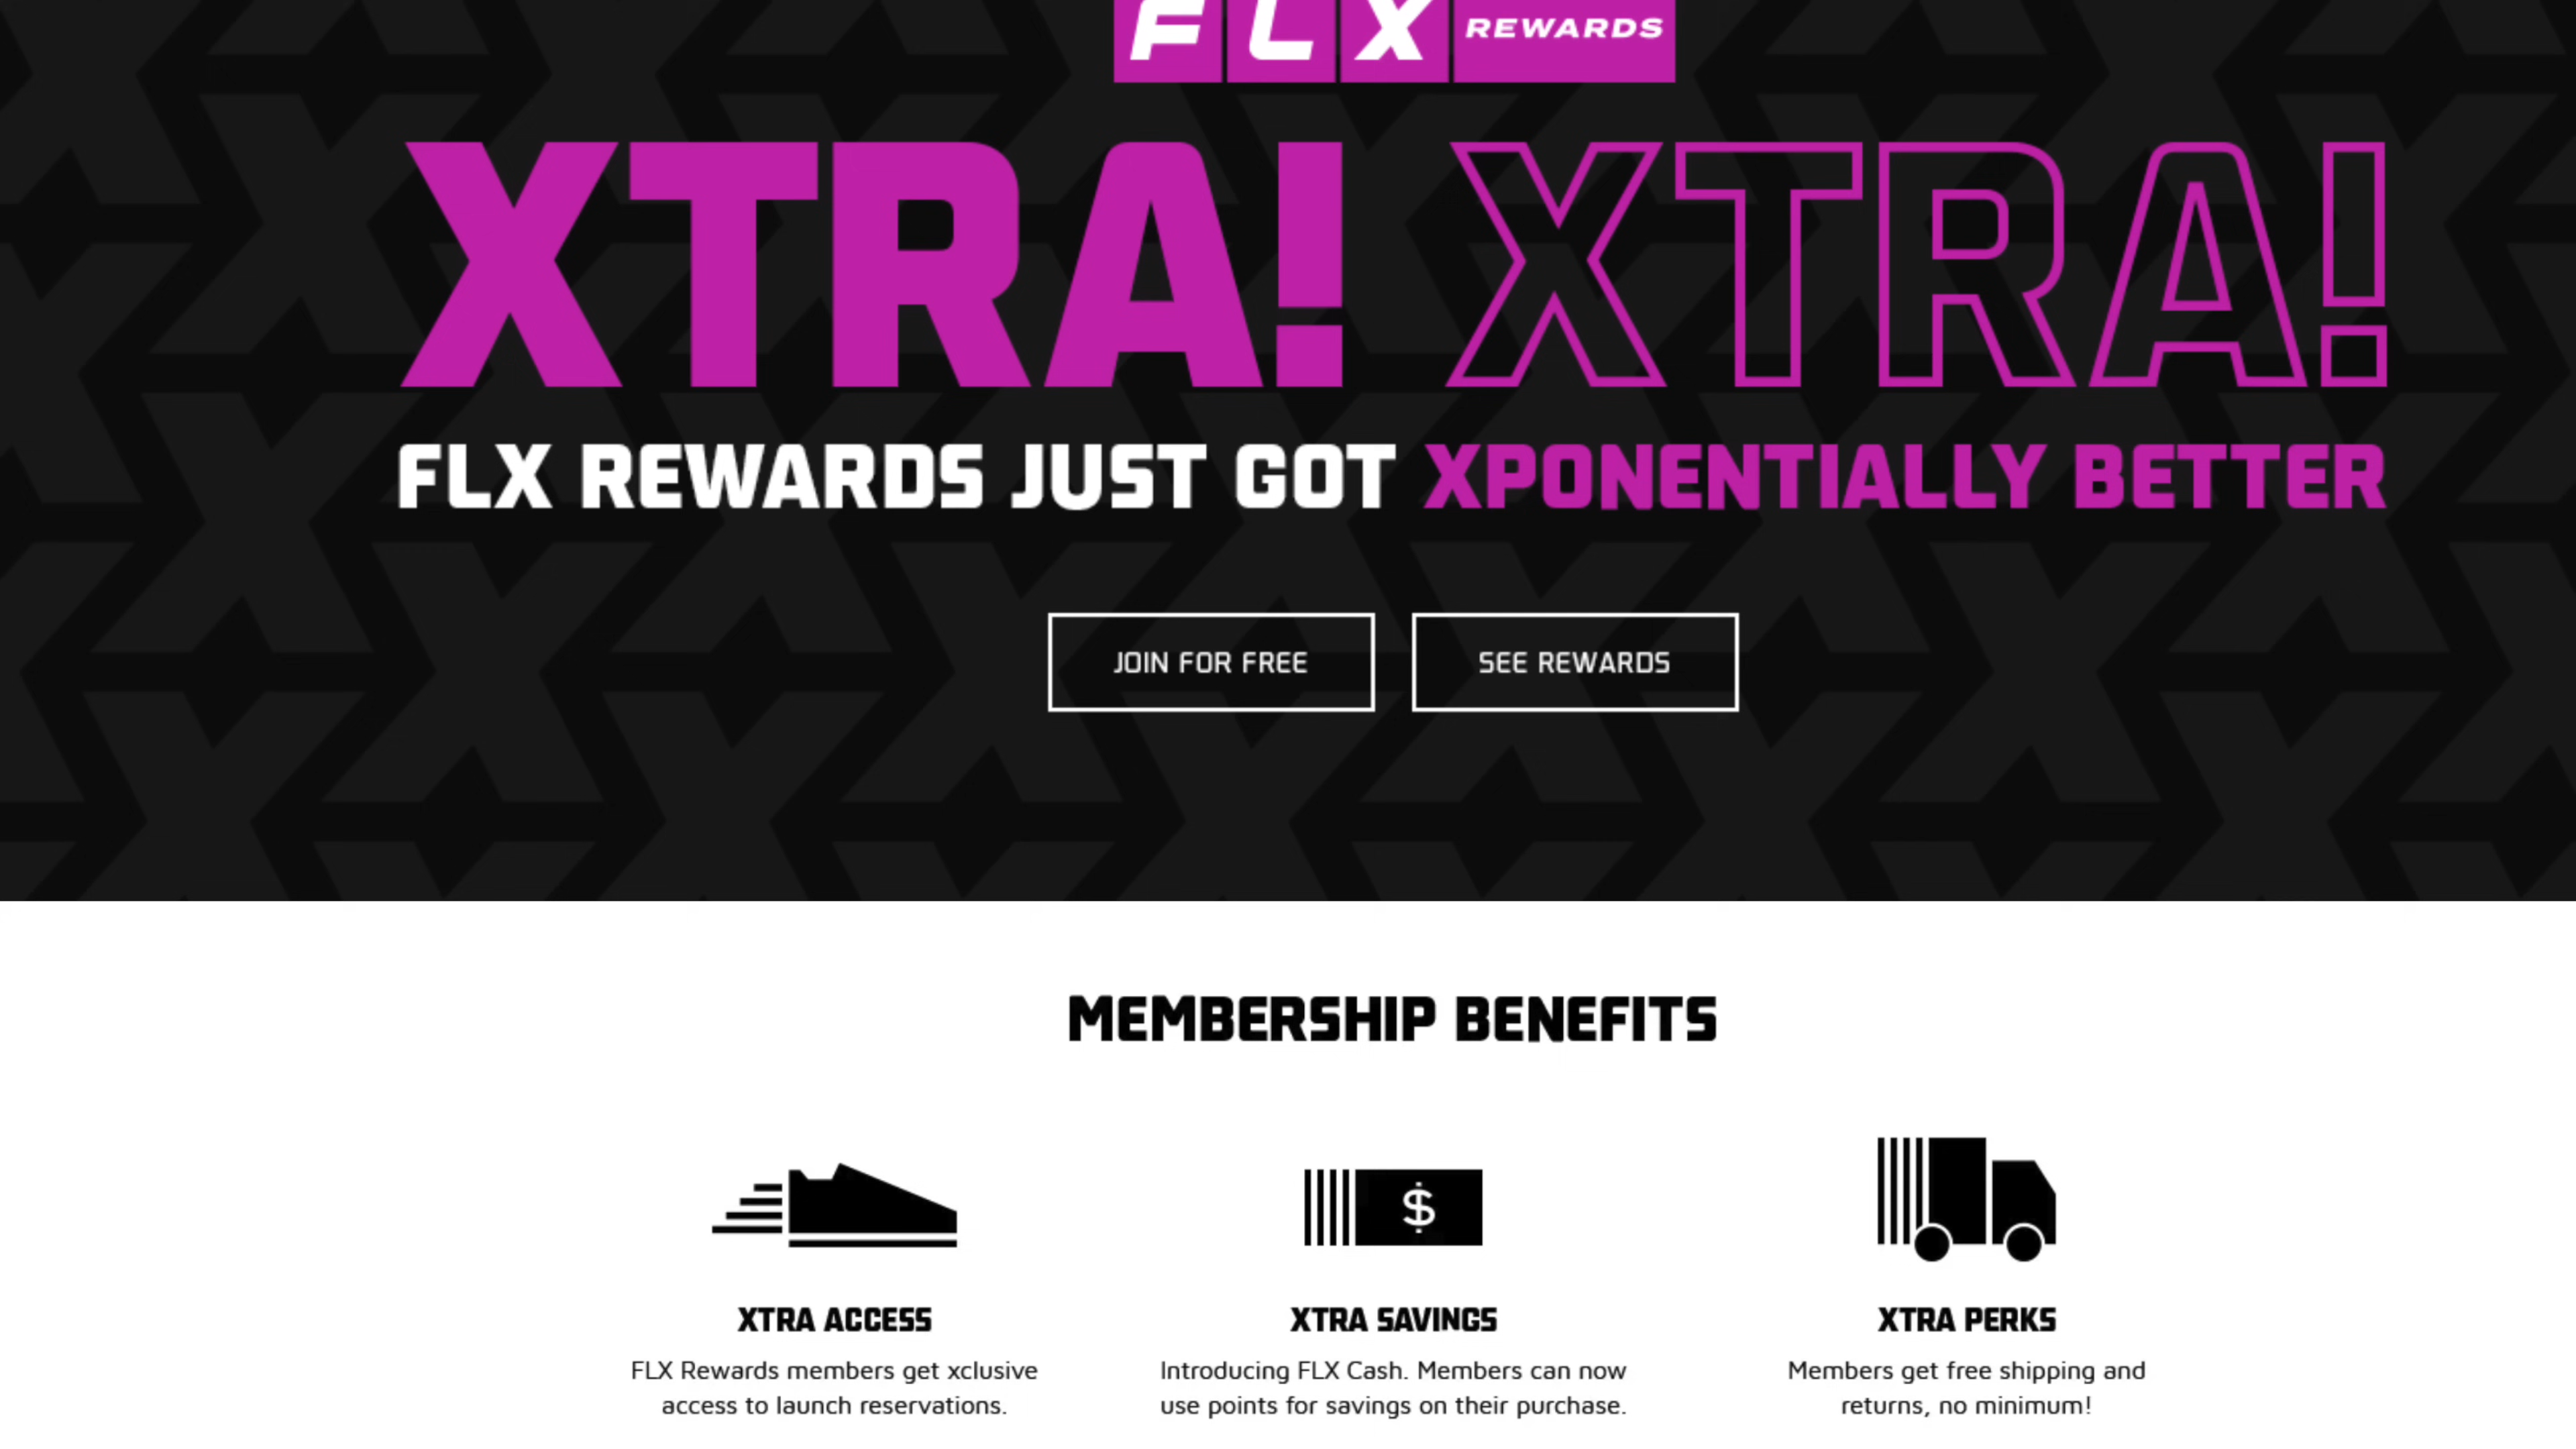 FLX REWARDS
XTRA! XTRA!
FLX REWARDS JUST GOT XPONENTIALLY BETTER
JOIN FOR FREE
SEE REWARDS
MEMBERSHIP BENEFITS
$
XTRA ACCESS
FLX Rewards members get xclusive
access to launch reservations.
XTRA SAVINGS
Introducing FLX Cash. Members can now
use points for savings on their purchase.
XTRA PERKS
Members get free shipping and
returns, no minimum!